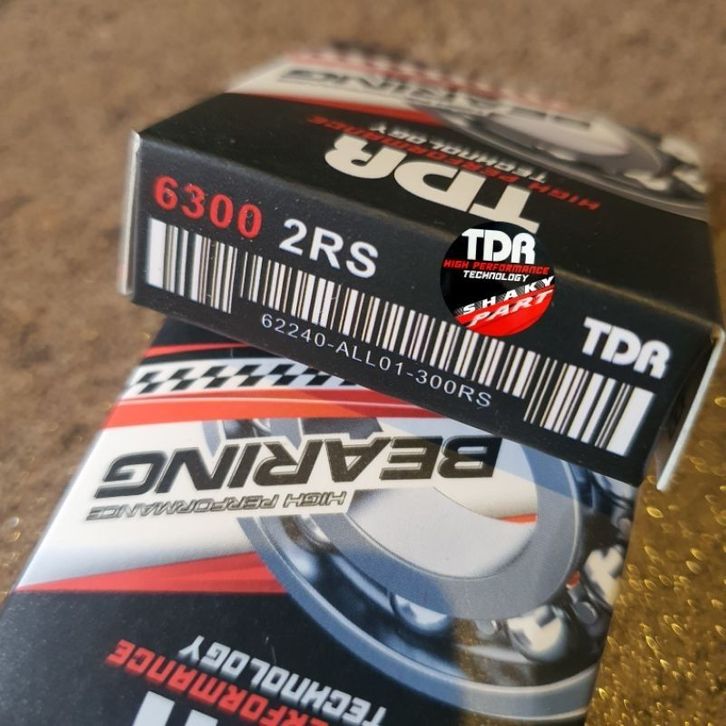 BEARING
HIGH PERFORMANCE
TECHNOLOGY
TDR
6300 2RS
62240-ALL01-300RS
TDR
HIGH PERFORMANCE
TECHNOLOGY
SHAKY
PART
TDR
BEARING
HIGH PERFORMANCE
PERFORMANCE
TECHNOLOGY